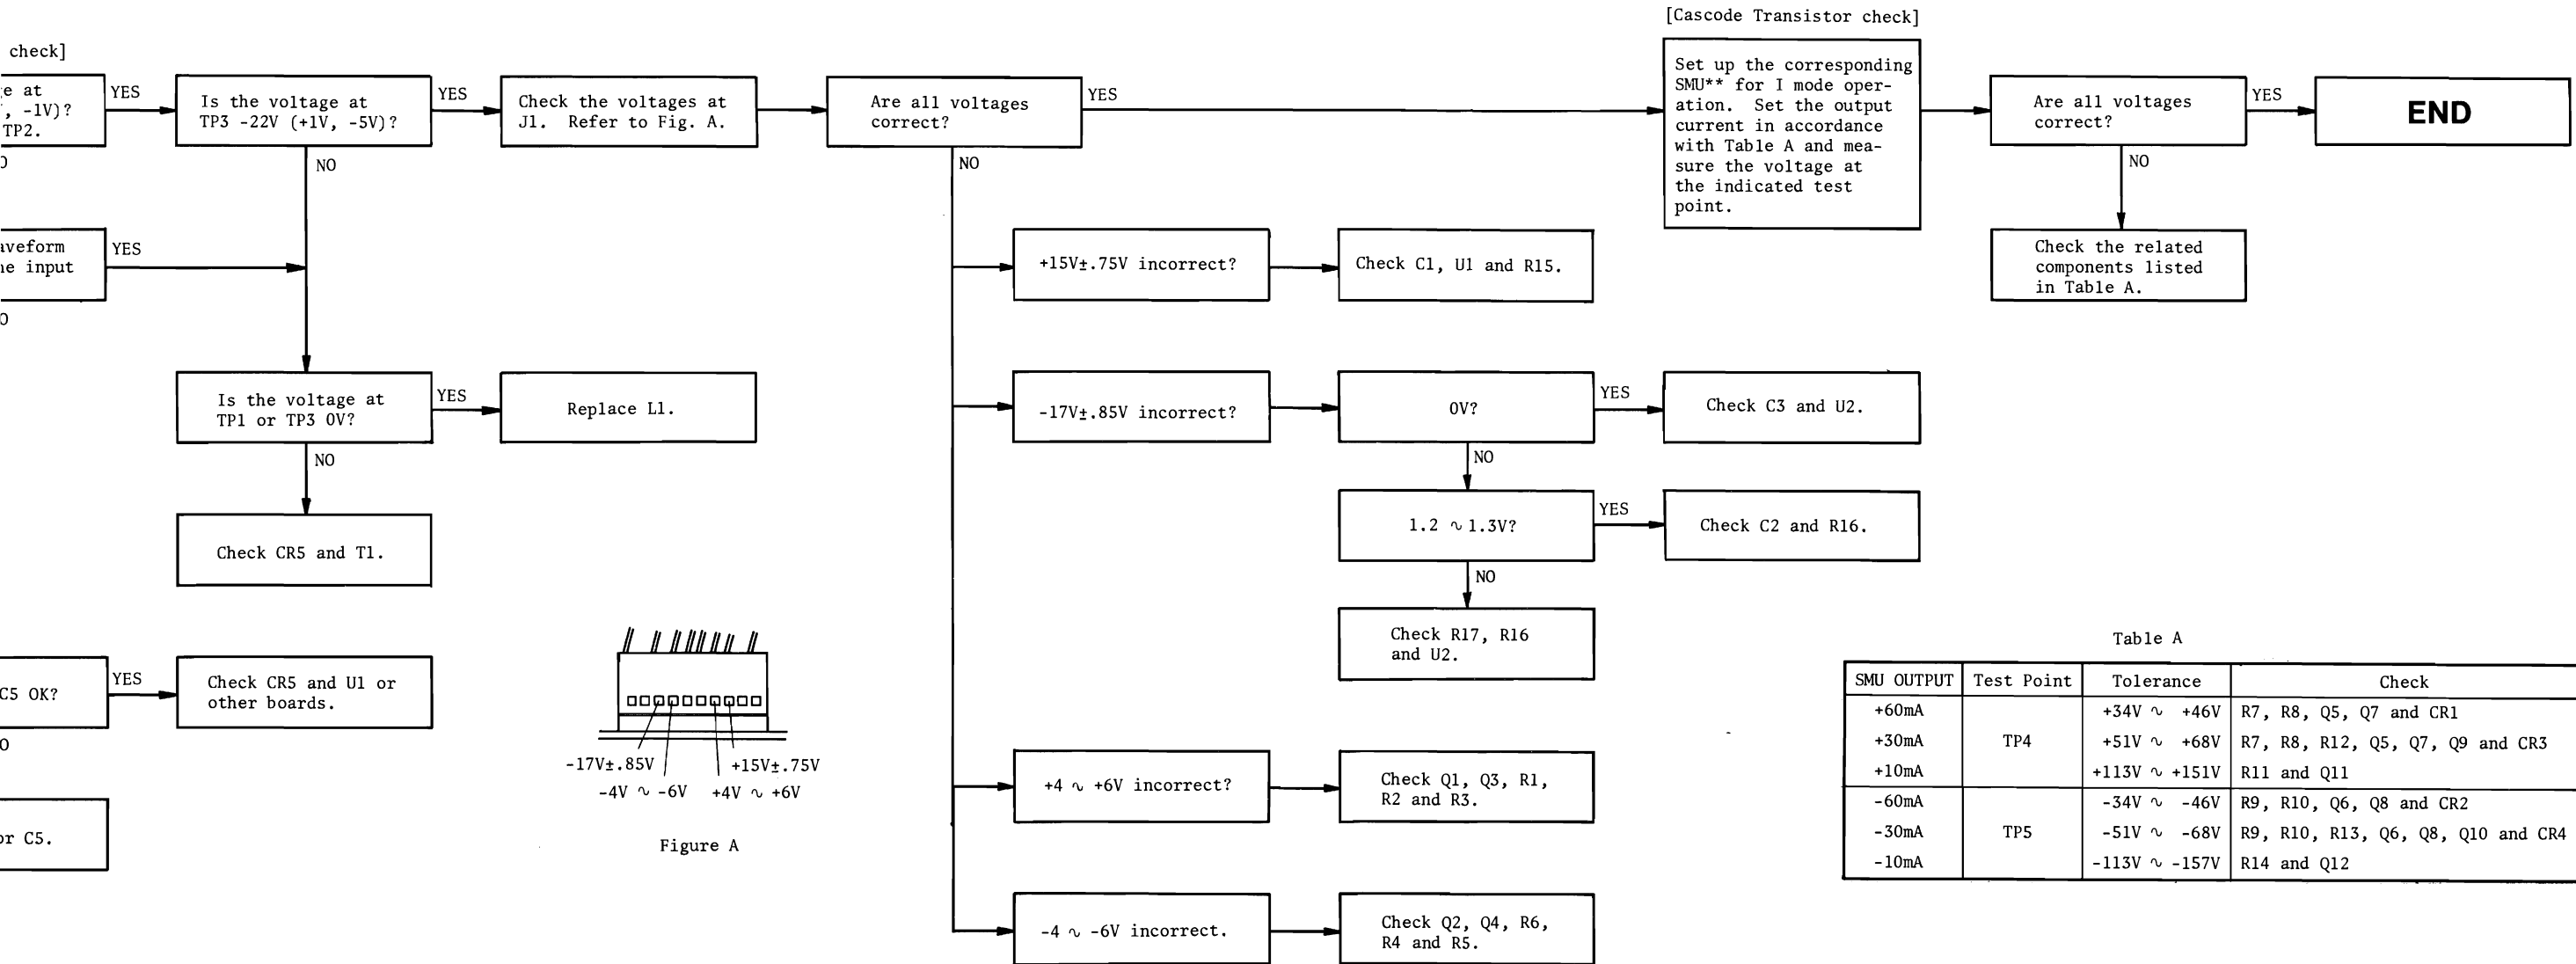 [Cascode Transistor check]
check]
e at
, -1V)?
TP2.
YES
Is the voltage at
TP3 -22V (+1V, -5V)?
YES
Check the voltages at
J1. Refer to Fig. A.
Are all voltages
correct?
YES
Set up the corresponding
SMU** for I mode oper-
ation. Set the output
current in accordance
with Table A and mea-
sure the voltage at
the indicated test
point.
Are all voltages
correct?
YES
END
NO
NO
NO
aveform
e input
YES
+15V±.75V incorrect?
Check C1, U1 and R15.
Check the related
components listed
in Table A.
Is the voltage at
TP1 or TP3 0V?
YES
Replace L1.
-17V±.85V incorrect?
0V?
YES
Check C3 and U2.
NO
NO
Check CR5 and T1.
1.2 ∿ 1.3V?
YES
Check C2 and R16.
NO
Check R17, R16
and U2.
C5 OK?
YES
Check CR5 and U1 or
other boards.
-17V±.85V
+15V±.75V
-4V ∿ -6V
+4V ∿ +6V
Figure A
+4 ∿ +6V incorrect?
Check Q1, Q3, R1,
R2 and R3.
or C5.
-4 ∿ -6V incorrect.
Check Q2, Q4, R6,
R4 and R5.
Table A
SMU OUTPUT Test Point Tolerance Check
+60mA +34V ∿ +46V R7, R8, Q5, Q7 and CR1
+30mA TP4 +51V ∿ +68V R7, R8, R12, Q5, Q7, Q9 and CR3
+10mA +113V ∿ +151V R11 and Q11
-60mA -34V ∿ -46V R9, R10, Q6, Q8 and CR2
-30mA TP5 -51V ∿ -68V R9, R10, R13, Q6, Q8, Q10 and CR4
-10mA -113V ∿ -157V R14 and Q12